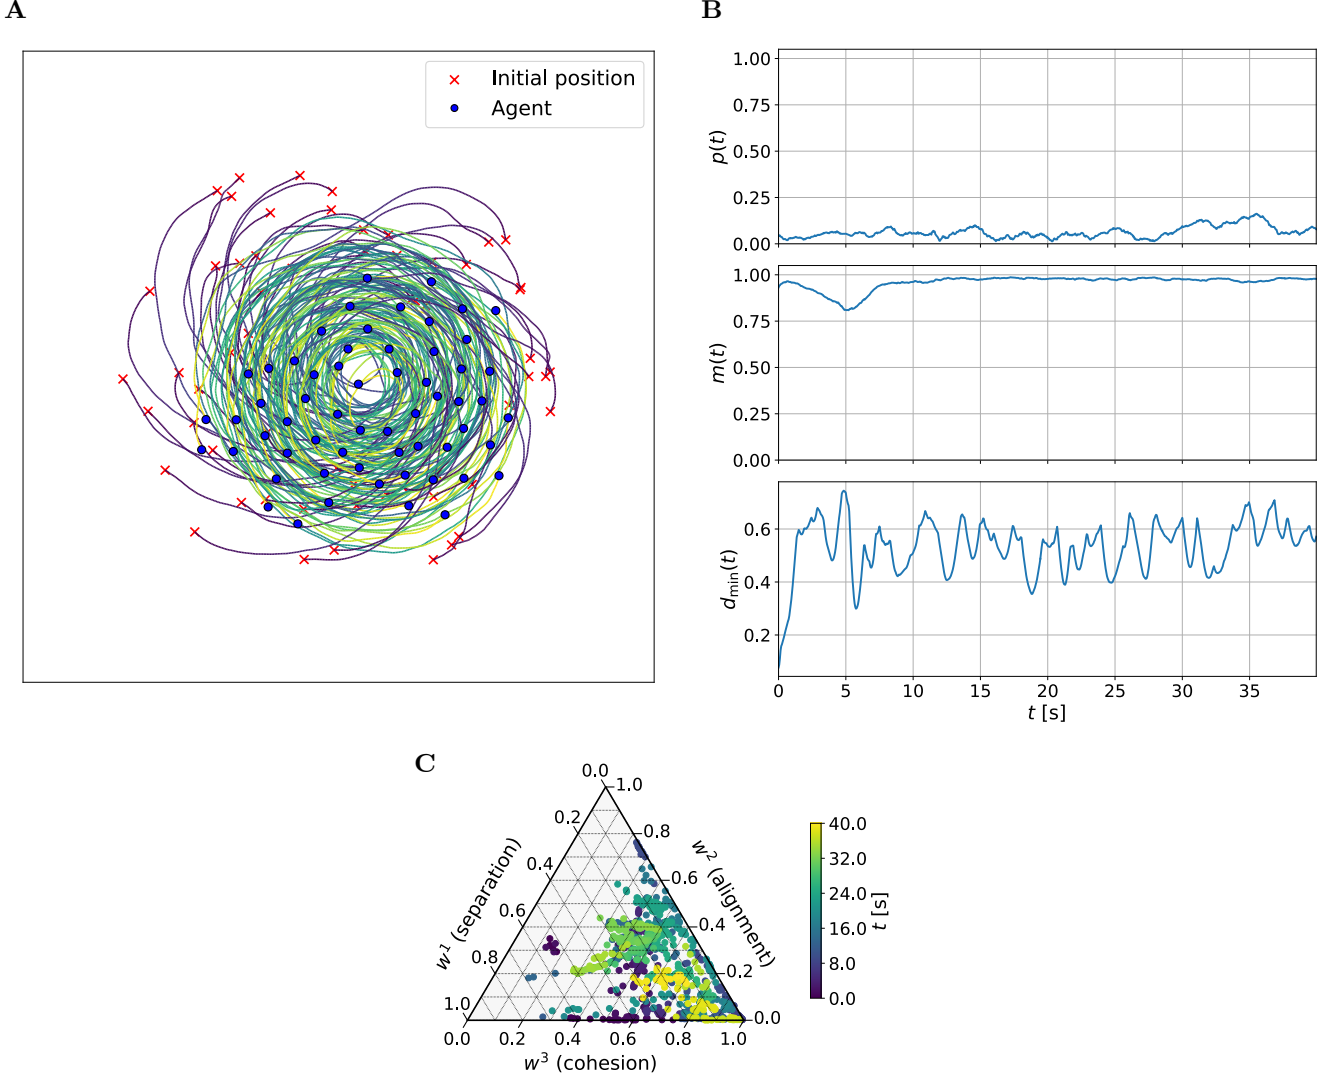 A
Initial position
Agent
B
1.00
0.75
0.50
0.25
0.00
p(t)
1.00
0.75
0.50
0.25
0.00
m(t)
0.6
0.4
0.2
d_min(t)
0 5 10 15 20 25 30 35
t [s]
C
0.0
0.2
0.4
0.6
0.8
1.0
w¹ (separation)
1.0
0.8
0.6
0.4
0.2
0.0
w² (alignment)
0.0 0.2 0.4 0.6 0.8 1.0
w³ (cohesion)
40.0
32.0
24.0
16.0
8.0
0.0
t [s]